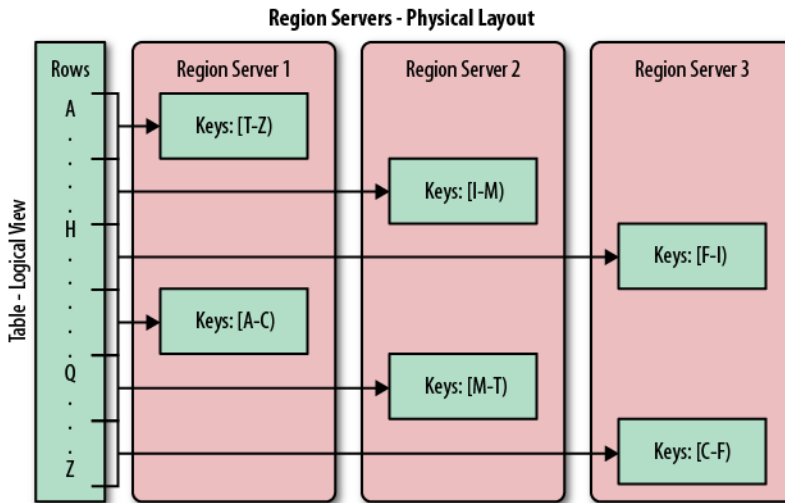 Region Servers - Physical Layout
Table - Logical View
Rows
A
.
.
.
H
.
.
.
.
.
Q
.
.
.
Z
Region Server 1
Keys: [T-Z)
Keys: [A-C)
Region Server 2
Keys: [I-M)
Keys: [M-T)
Region Server 3
Keys: [F-I)
Keys: [C-F)